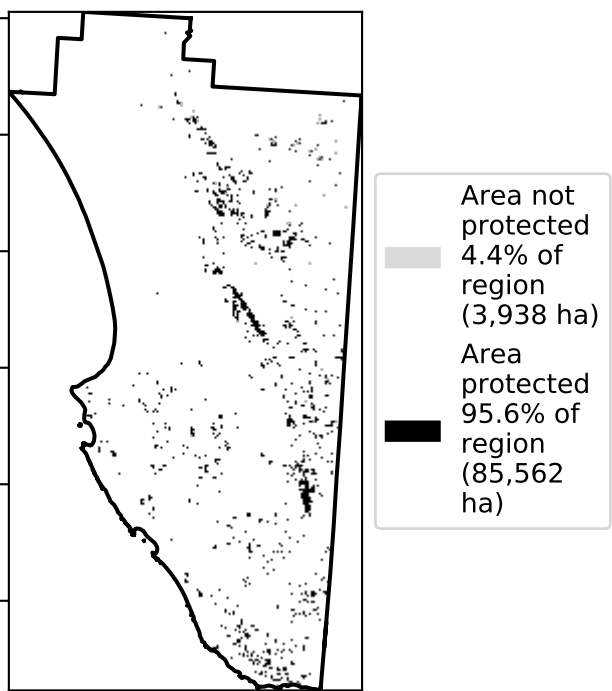 Area not
protected
4.4% of
region
(3,938 ha)
Area
protected
95.6% of
region
(85,562
ha)